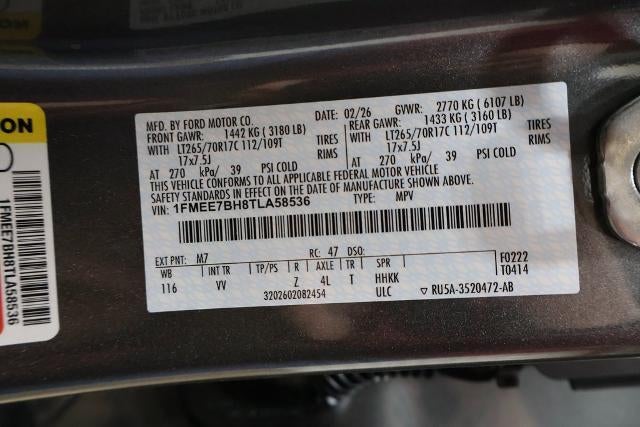 ON
1FMEE7BH8TLA58536
MFD. BY FORD MOTOR CO.
DATE: 02/26 GVWR: 2770 KG ( 6107 LB)
FRONT GAWR: 1442 KG ( 3180 LB) REAR GAWR: 1433 KG ( 3160 LB)
WITH LT265/70R17C 112/109T TIRES WITH LT265/70R17C 112/109T TIRES
17x7.5J RIMS 17x7.5J RIMS
AT 270 kPa/ 39 PSI COLD AT 270 kPa/ 39 PSI COLD
THIS VEHICLE CONFORMS TO ALL APPLICABLE FEDERAL MOTOR VEHICLE
SAFETY STANDARDS IN EFFECT ON THE DATE OF MANUFACTURE SHOWN ABOVE.
VIN: 1FMEE7BH8TLA58536 TYPE: MPV
EXT PNT: M7 RC: 47 DSO: F0222
WB INT TR TP/PS R AXLE TR SPR T0414
116 VV Z 4L T HHKK
3202602082454 ULC ▽ RU5A-3520472-AB